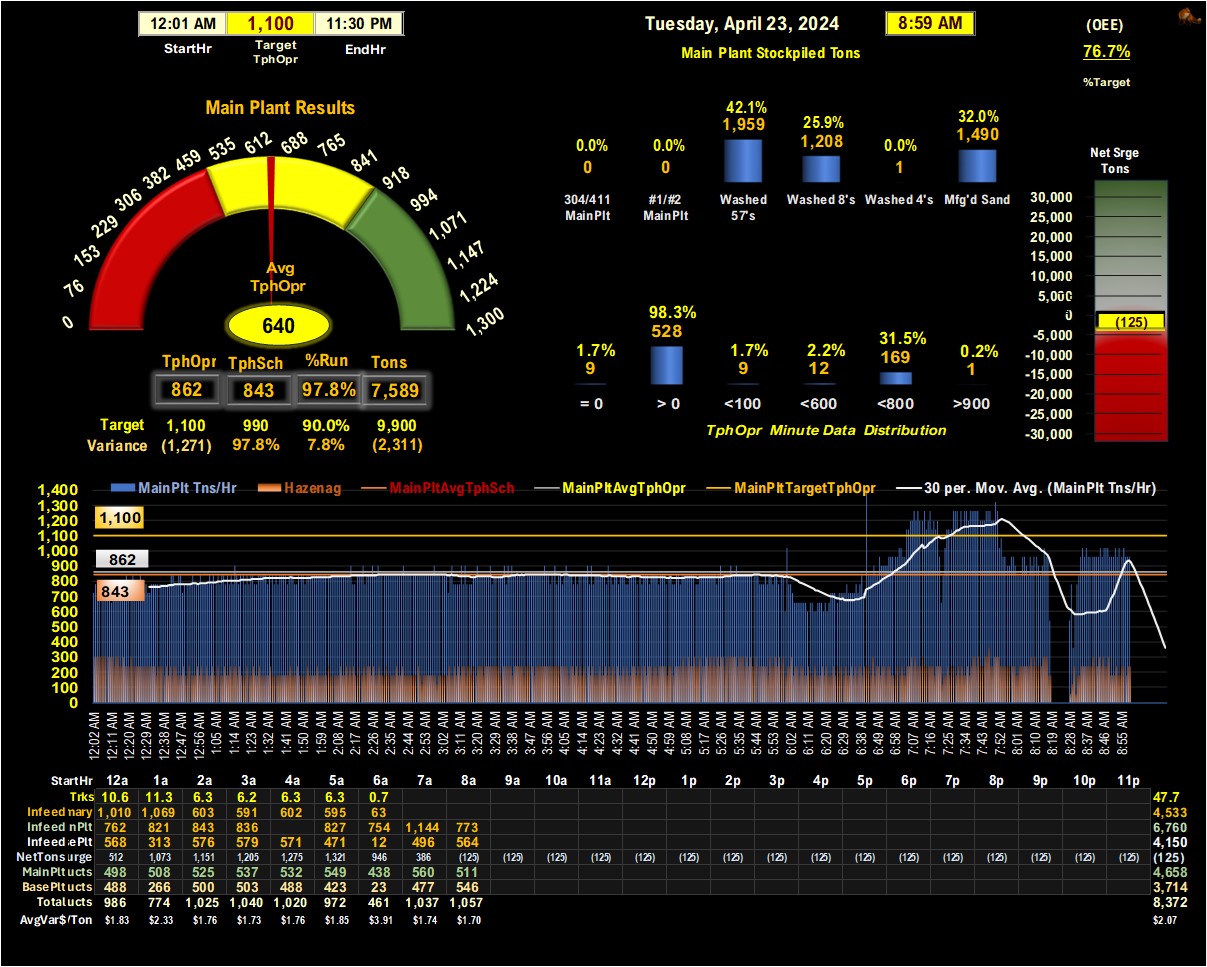 12:01 AM 1,100 11:30 PM
StartHr Target TphOpr EndHr
Tuesday, April 23, 2024 8:59 AM
Main Plant Stockpiled Tons
(OEE)
76.7%
%Target
Main Plant Results
0 76 153 229 306 382 459 535 612 688 765 841 918 994 1,071 1,147 1,224 1,300
Avg
TphOpr
640
TphOpr TphSch %Run Tons
862 843 97.8% 7,589
Target 1,100 990 90.0% 9,900
Variance (1,271) 97.8% 7.8% (2,311)
0.0% 0.0% 42.1% 25.9% 0.0% 32.0%
0 0 1,959 1,208 1 1,490
304/411 MainPlt #1/#2 MainPlt Washed 57's Washed 8's Washed 4's Mfg'd Sand
1.7% 98.3% 1.7% 2.2% 31.5% 0.2%
9 528 9 12 169 1
= 0 > 0 <100 <600 <800 >900
TphOpr Minute Data Distribution
Net Srge
Tons
30,000
25,000
20,000
15,000
10,000
5,000
0
(125)
-5,000
-10,000
-15,000
-20,000
-25,000
-30,000
MainPlt Tns/Hr Hazenag MainPltAvgTphSch MainPltAvgTphOpr MainPltTargetTphOpr 30 per. Mov. Avg. (MainPlt Tns/Hr)
1,400
1,300
1,200
1,100
1,000
900
800
700
600
500
400
300
200
100
0
1,100
862
843
12:02 AM 12:11 AM 12:20 AM 12:29 AM 12:38 AM 12:47 AM 12:56 AM 1:05 AM 1:14 AM 1:23 AM 1:32 AM 1:41 AM 1:50 AM 1:59 AM 2:08 AM 2:17 AM 2:26 AM 2:35 AM 2:44 AM 2:53 AM 3:02 AM 3:11 AM 3:20 AM 3:29 AM 3:38 AM 3:47 AM 3:56 AM 4:05 AM 4:14 AM 4:23 AM 4:32 AM 4:41 AM 4:50 AM 4:59 AM 5:08 AM 5:17 AM 5:26 AM 5:35 AM 5:44 AM 5:53 AM 6:02 AM 6:11 AM 6:20 AM 6:29 AM 6:38 AM 6:49 AM 6:58 AM 7:07 AM 7:16 AM 7:25 AM 7:34 AM 7:43 AM 7:52 AM 8:01 AM 8:10 AM 8:19 AM 8:28 AM 8:37 AM 8:46 AM 8:55 AM
StartHr 12a 1a 2a 3a 4a 5a 6a 7a 8a 9a 10a 11a 12p 1p 2p 3p 4p 5p 6p 7p 8p 9p 10p 11p
Trks 10.6 11.3 6.3 6.2 6.3 6.3 0.7 47.7
Infeed mary 1,010 1,069 603 591 602 595 63 4,533
Infeed nPlt 762 821 843 836 827 754 1,144 773 6,760
Infeed ePlt 568 313 576 579 571 471 12 496 564 4,150
NetTons urge 512 1,073 1,151 1,205 1,275 1,321 946 386 (125) (125) (125) (125) (125) (125) (125) (125) (125) (125) (125) (125) (125) (125) (125) (125) (125)
MainPlt ucts 498 508 525 537 532 549 438 560 511 4,658
BasePlt ucts 488 266 500 503 488 423 23 477 546 3,714
Total ucts 986 774 1,025 1,040 1,020 972 461 1,037 1,057 8,372
AvgVar$/Ton $1.83 $2.33 $1.76 $1.73 $1.76 $1.85 $3.91 $1.74 $1.70 $2.07